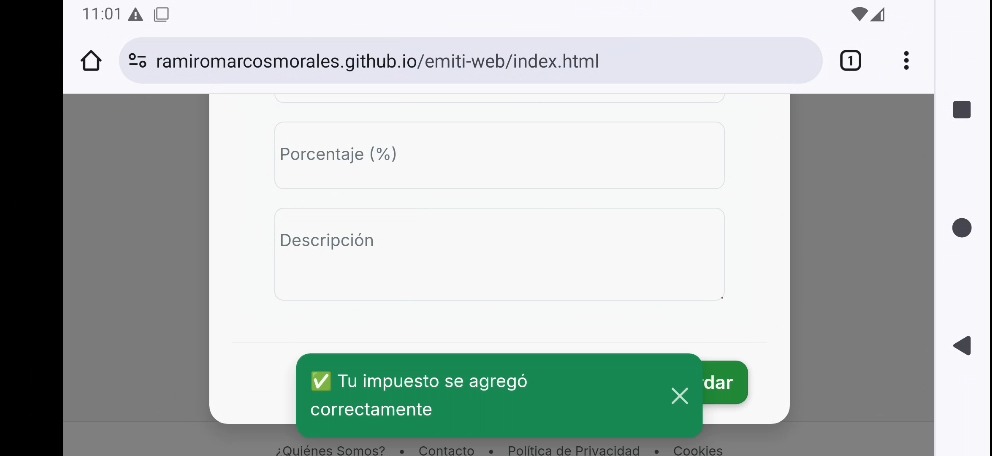 11:01
ramiromarcosmorales.github.io/emiti-web/index.html
1
Porcentaje (%)
Descripción
✅ Tu impuesto se agregó
correctamente
rdar
¿Quiénes Somos? • Contacto • Política de Privacidad • Cookies